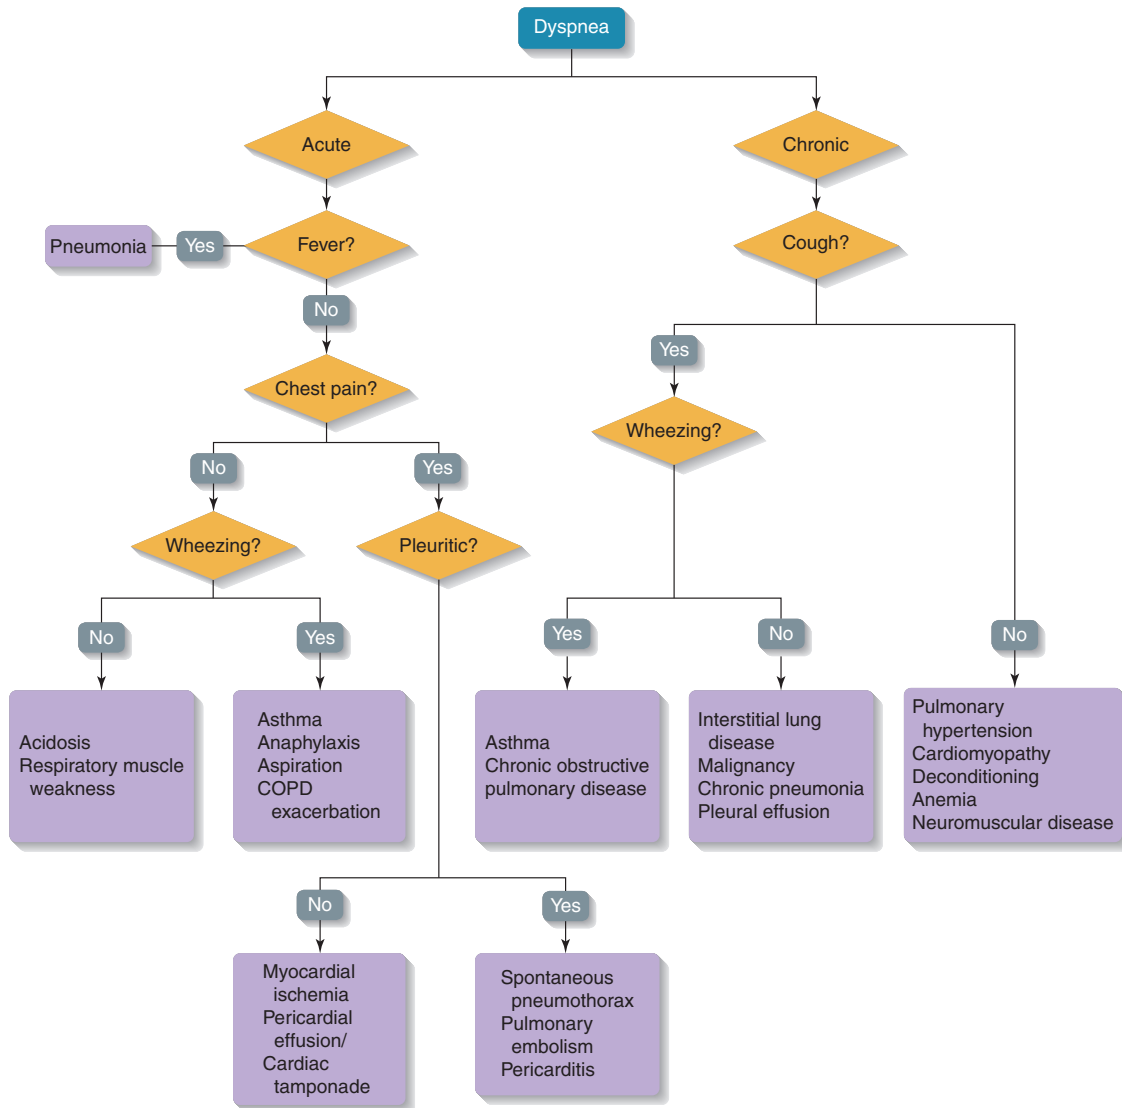 Dyspnea
Acute
Chronic
Pneumonia
Yes
Fever?
Cough?
No
Yes
Chest pain?
Wheezing?
No
Yes
Wheezing?
Pleuritic?
No
Yes
Yes
No
No
Acidosis
Respiratory muscle
weakness
Asthma
Anaphylaxis
Aspiration
COPD
exacerbation
Asthma
Chronic obstructive
pulmonary disease
Interstitial lung
disease
Malignancy
Chronic pneumonia
Pleural effusion
Pulmonary
hypertension
Cardiomyopathy
Deconditioning
Anemia
Neuromuscular disease
No
Yes
Myocardial
ischemia
Pericardial
effusion/
Cardiac
tamponade
Spontaneous
pneumothorax
Pulmonary
embolism
Pericarditis